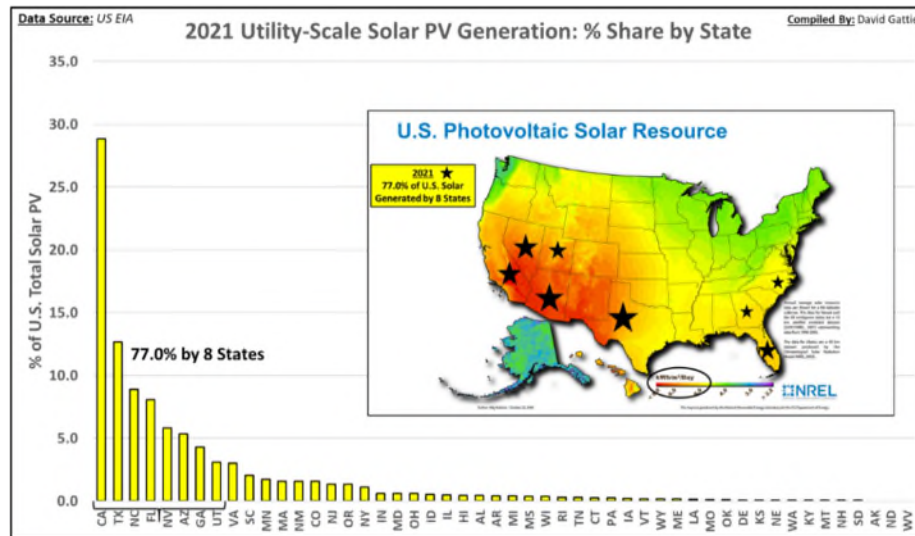 Data Source: US EIA
Compiled By: David Gattie
2021 Utility-Scale Solar PV Generation: % Share by State
% of U.S. Total Solar PV
35.0
30.0
25.0
20.0
15.0
10.0
5.0
0.0
77.0% by 8 States
U.S. Photovoltaic Solar Resource
2021
77.0% of U.S. Solar
Generated by 8 States
kWh/m²/Day
NREL
CA TX NC FL NV AZ GA UT VA SC MN MA NM CO NJ OR NY IN MD OH ID IL HI AL AR MI MS WI RI TN CT PA IA VT WY ME LA MO OK DE KS NE WA KY MT NH SD AK ND WV